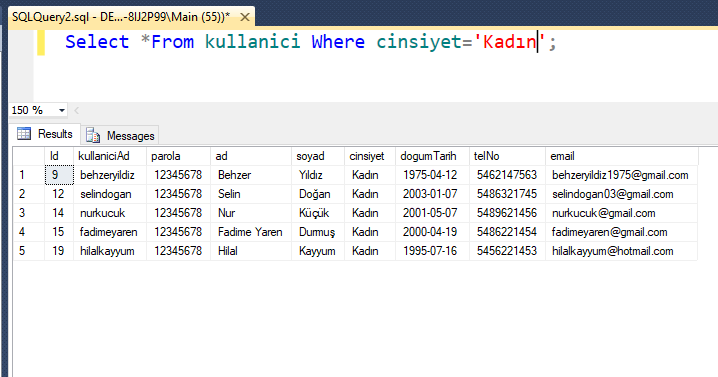 SQLQuery2.sql - DE...-8IJ2P99\Main (55))* ✕
Select *From kullanici Where cinsiyet='Kadın';
150 %
Results Messages
Id kullaniciAd parola ad soyad cinsiyet dogumTarih telNo email
1 9 behzeryildiz 12345678 Behzer Yıldız Kadın 1975-04-12 5462147563 behzeryildiz1975@gmail.com
2 12 selindogan 12345678 Selin Doğan Kadın 2003-01-07 5486321745 selindogan03@gmail.com
3 14 nurkucuk 12345678 Nur Küçük Kadın 2001-05-07 5489621456 nurkucuk@gmail.com
4 15 fadimeyaren 12345678 Fadime Yaren Durmuş Kadın 2000-04-19 5486221454 fadimeyaren@gmail.com
5 19 hilalkayyum 12345678 Hilal Kayyum Kadın 1995-07-16 5456221453 hilalkayyum@hotmail.com